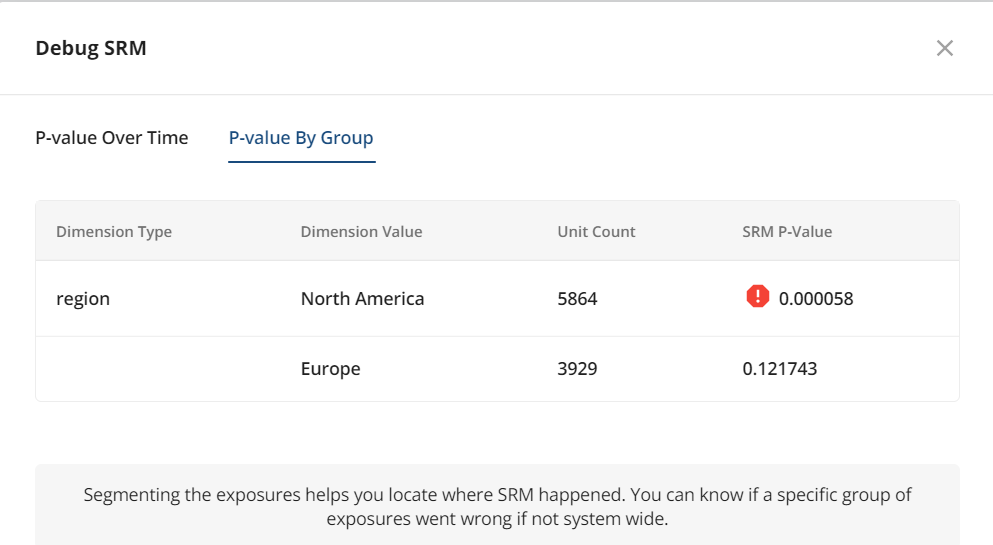 Debug SRM
P-value Over Time P-value By Group
Dimension Type Dimension Value Unit Count SRM P-Value
region North America 5864 ! 0.000058
Europe 3929 0.121743
Segmenting the exposures helps you locate where SRM happened. You can know if a specific group of
exposures went wrong if not system wide.